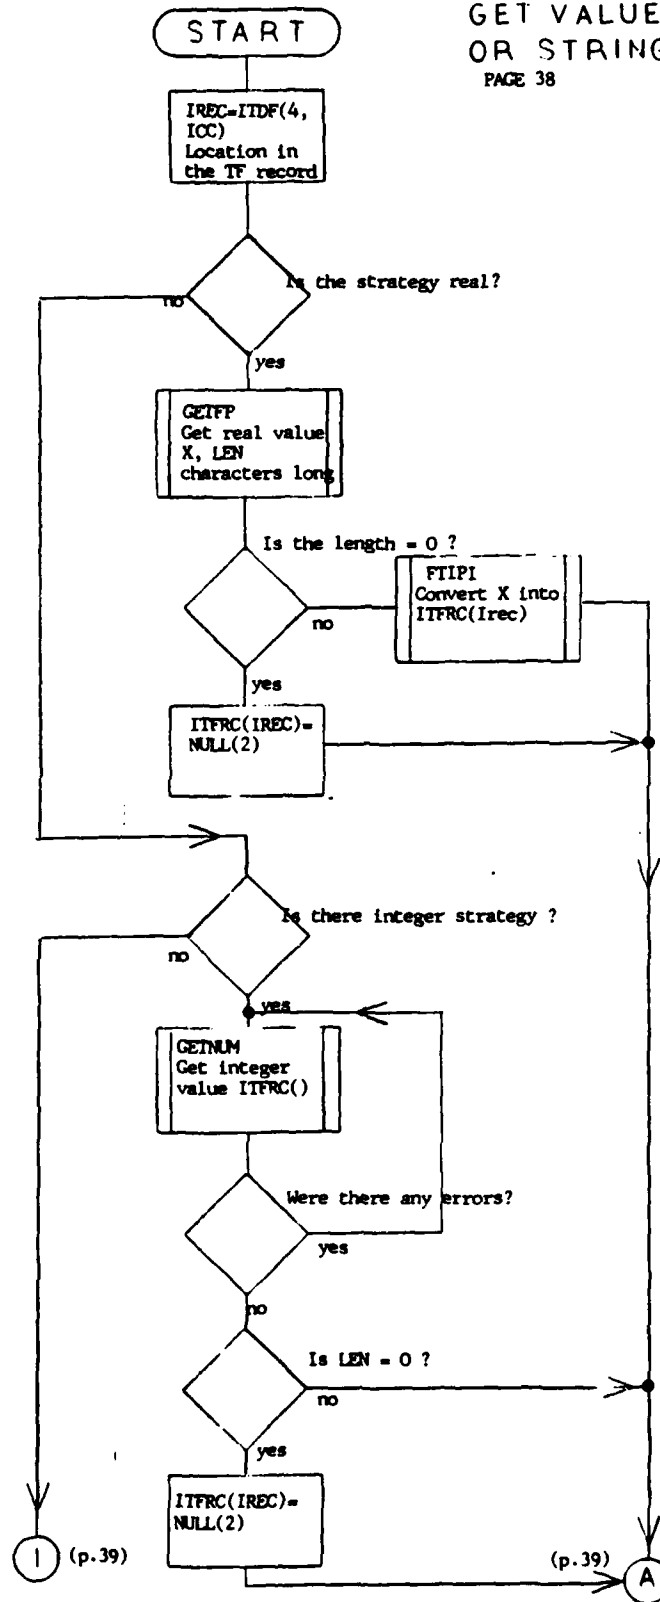 GET VALUE
OR STRING
PAGE 38
START
IREC=ITDF(4,
ICC)
Location in
the TF record
Is the strategy real?
no
yes
GETFP
Get real value
X, LEN
characters long
Is the length = 0 ?
no
FTIPI
Convert X into
ITFRC(Irec)
yes
ITFRC(IREC)=
NULL(2)
Is there integer strategy ?
no
yes
GETNUM
Get integer
value ITFRC()
Were there any errors?
yes
no
Is LEN = 0 ?
no
yes
ITFRC(IREC)=
NULL(2)
I (p.39)
(p.39) A